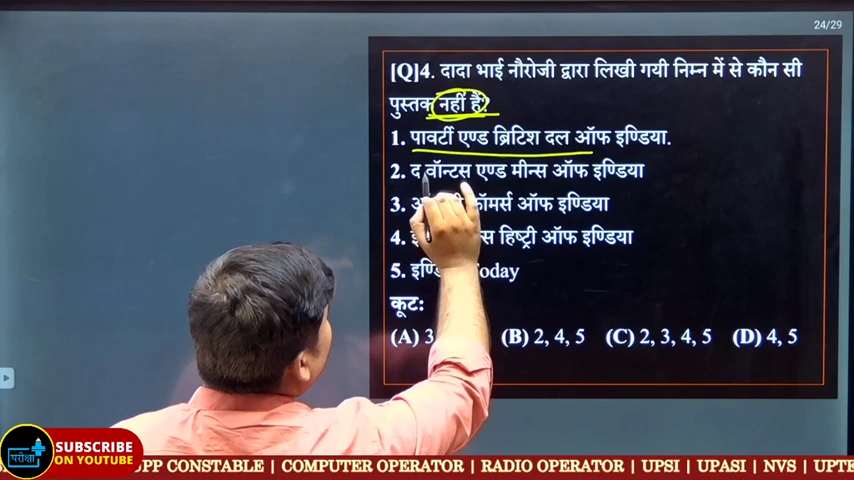 24/29
[Q]4. दादा भाई नौरोजी द्वारा लिखी गयी निम्न में से कौन सी
पुस्तक नहीं है?
1. पावर्टी एण्ड ब्रिटिश दल ऑफ इण्डिया.
2. द वॉन्टस एण्ड मीन्स ऑफ इण्डिया
3. ऑफ इण्डिया
4. हिष्ट्री ऑफ इण्डिया
5. Today
कूट:
(A) 3 (B) 2, 4, 5 (C) 2, 3, 4, 5 (D) 4, 5
परीक्षा
SUBSCRIBE
ON YOUTUBE
PP CONSTABLE | COMPUTER OPERATOR | RADIO OPERATOR | UPSI | UPASI | NVS | UPTE